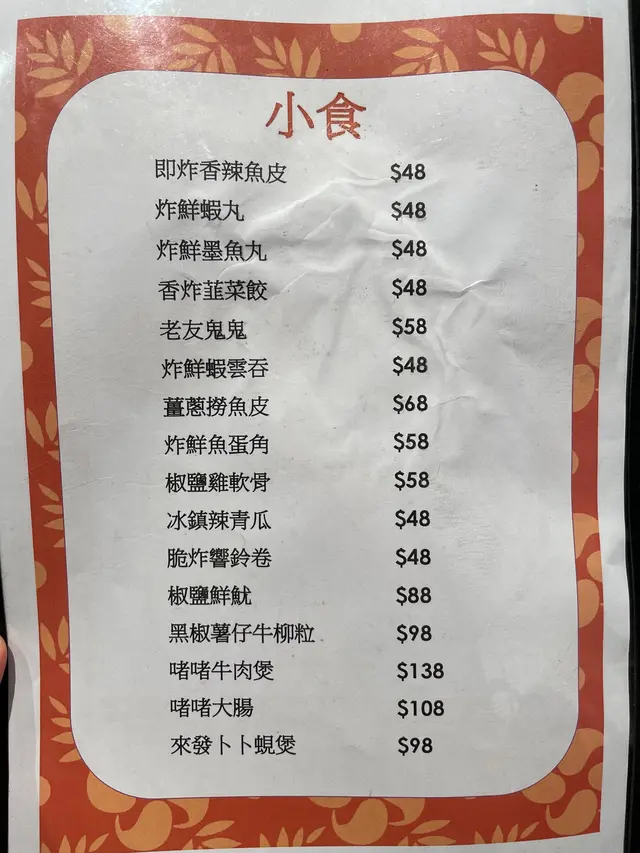 小食
即炸香辣魚皮 $48
炸鮮蝦丸 $48
炸鮮墨魚丸 $48
香炸韮菜餃 $48
老友鬼鬼 $58
炸鮮蝦雲吞 $48
薑蔥撈魚皮 $68
炸鮮魚蛋角 $58
椒鹽雞軟骨 $58
冰鎮辣青瓜 $48
脆炸響鈴卷 $48
椒鹽鮮魷 $88
黑椒薯仔牛柳粒 $98
啫啫牛肉煲 $138
啫啫大腸 $108
來發卜卜蜆煲 $98